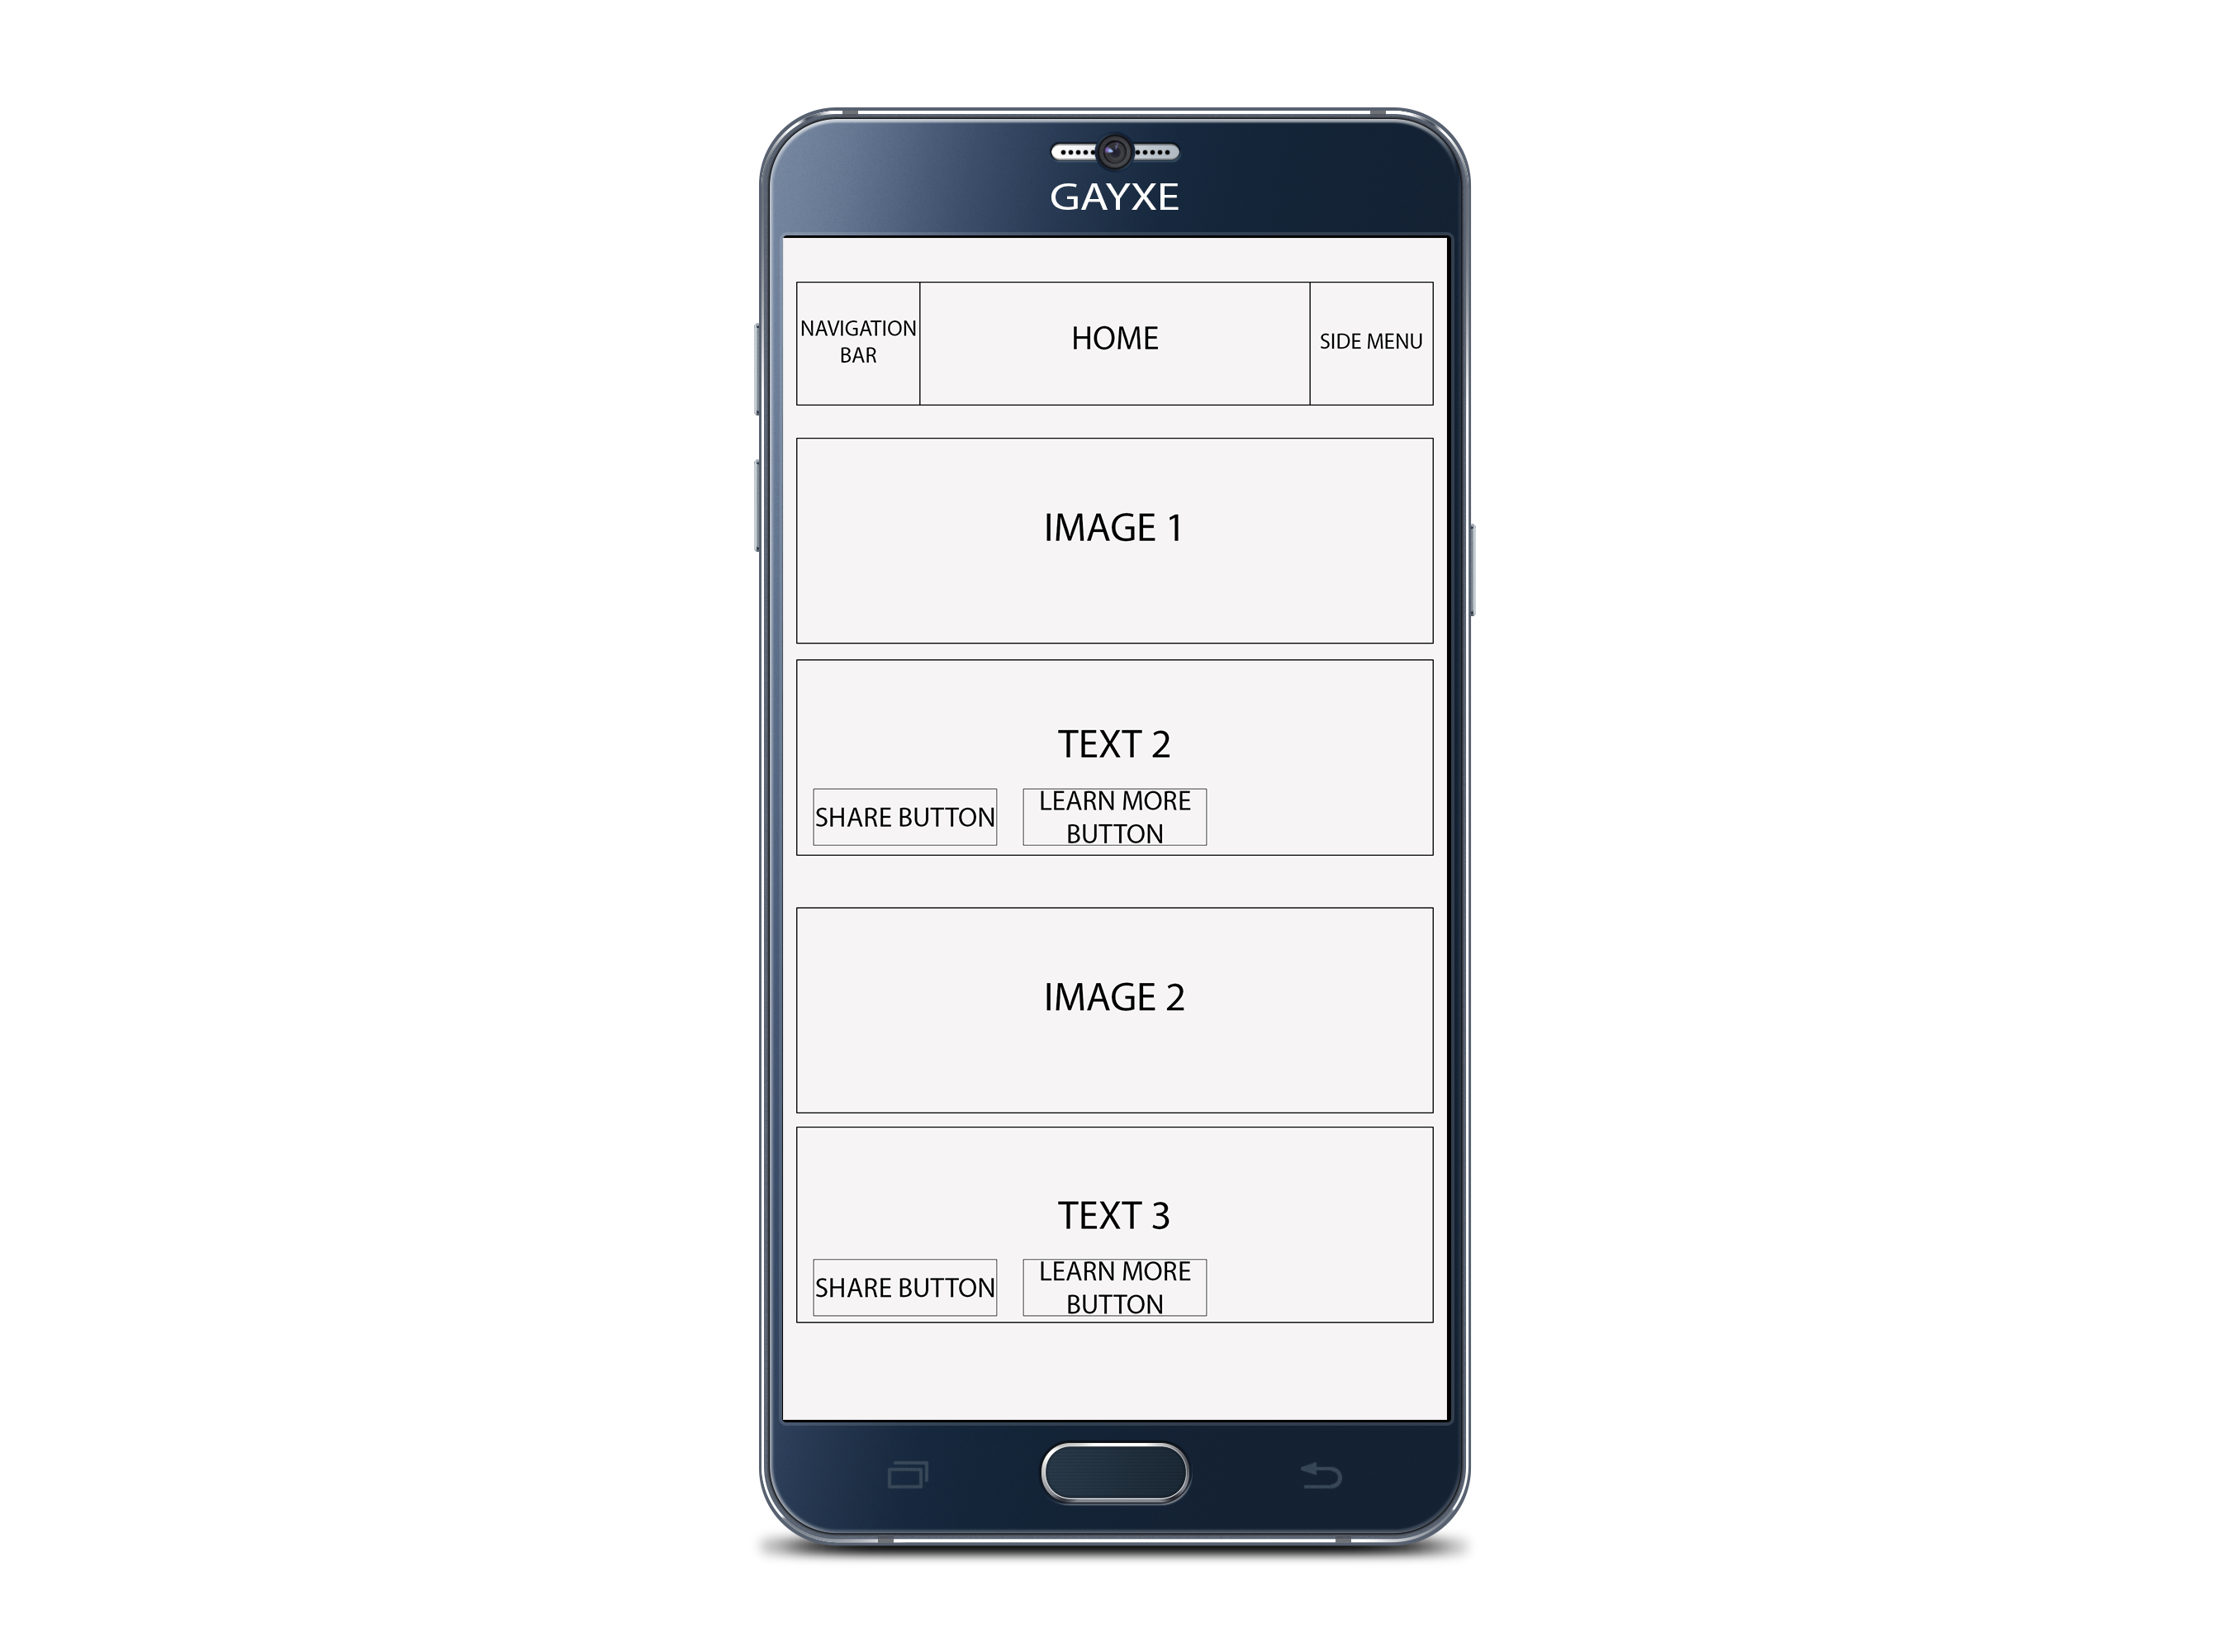 GAYXE
NAVIGATION
BAR
HOME
SIDE MENU
IMAGE 1
TEXT 2
SHARE BUTTON
LEARN MORE
BUTTON
IMAGE 2
TEXT 3
SHARE BUTTON
LEARN MORE
BUTTON